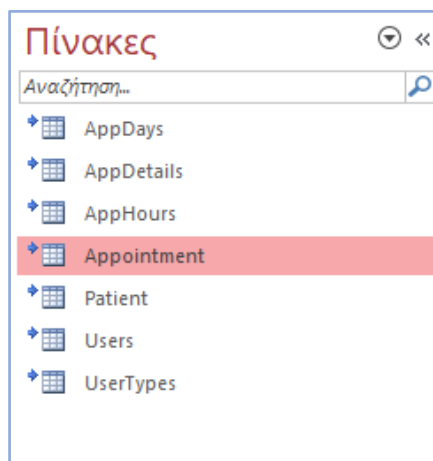 Πίνακες
Αναζήτηση...
AppDays
AppDetails
AppHours
Appointment
Patient
Users
UserTypes